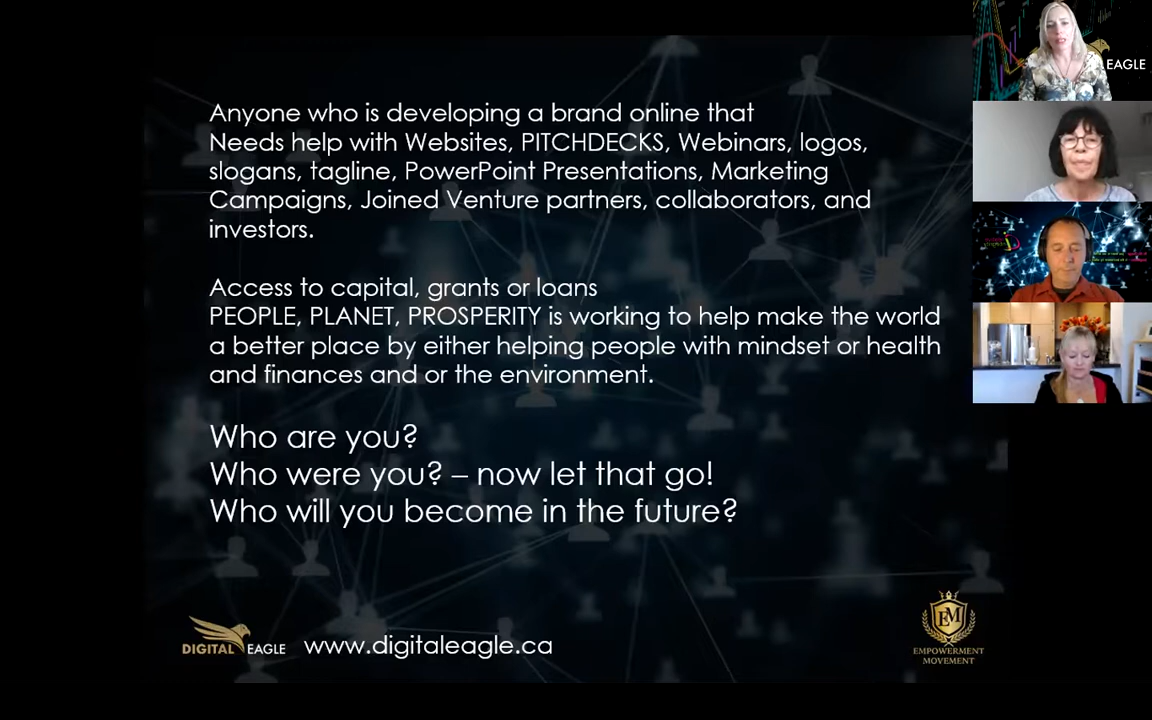 Anyone who is developing a brand online that
Needs help with Websites, PITCHDECKS, Webinars, logos,
slogans, tagline, PowerPoint Presentations, Marketing
Campaigns, Joined Venture partners, collaborators, and
investors.
Access to capital, grants or loans
PEOPLE, PLANET, PROSPERITY is working to help make the world
a better place by either helping people with mindset or health
and finances and or the environment.
Who are you?
Who were you? – now let that go!
Who will you become in the future?
DIGITAL EAGLE
www.digitaleagle.ca
EM
EMPOWERMENT
MOVEMENT
EAGLE